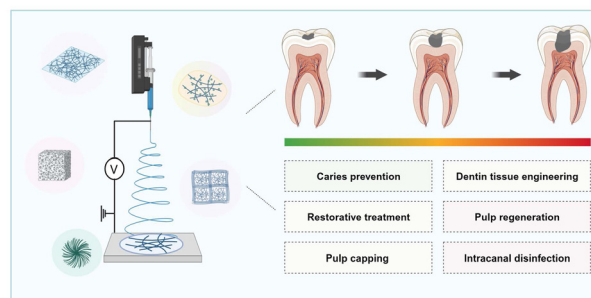 V
Caries prevention
Dentin tissue engineering
Restorative treatment
Pulp regeneration
Pulp capping
Intracanal disinfection